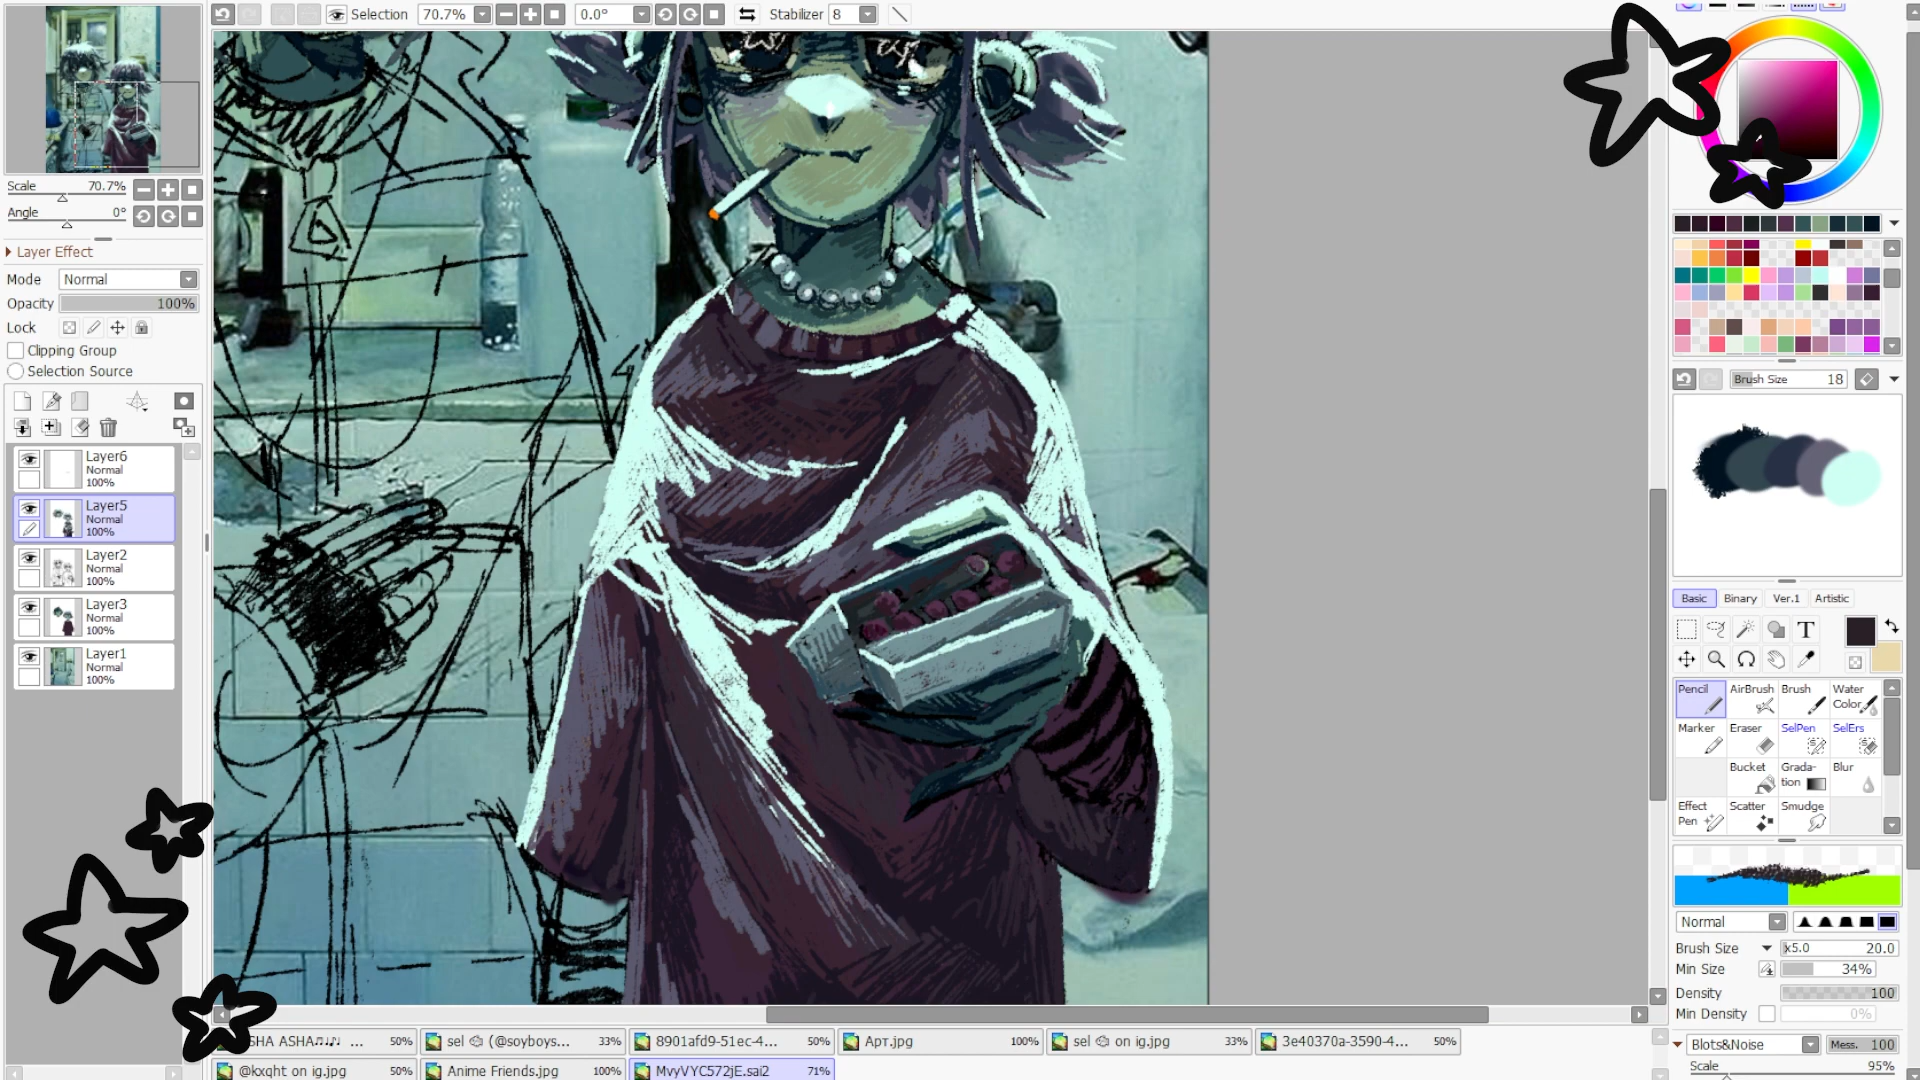 Selection
70.7%
0.0°
Stabilizer
8
Scale
70.7%
Angle
0°
Layer Effect
Mode
Normal
Opacity
100%
Lock
Clipping Group
Selection Source
Layer6
Normal
100%
Layer5
Normal
100%
Layer2
Normal
100%
Layer3
Normal
100%
Layer1
Normal
100%
Brush Size
18
Basic
Binary
Ver.1
Artistic
T
Pencil
AirBrush
Brush
Water
Color
Marker
Eraser
SelPen
SelErs
Bucket
Grada-
tion
Blur
Effect
Pen
Scatter
Smudge
Normal
Brush Size
x5.0
20.0
Min Size
34%
Density
100
Min Density
0%
Blots&Noise
Mess.
100
Scale
95%
SHA ASHA ...
50%
sel (@soyboys...
33%
8901afd9-51ec-4...
50%
Арт.jpg
100%
sel on ig.jpg
33%
3e40370a-3590-4...
50%
@kxqht on ig.jpg
50%
Anime Friends.jpg
100%
MvyVYC572jE.sai2
71%